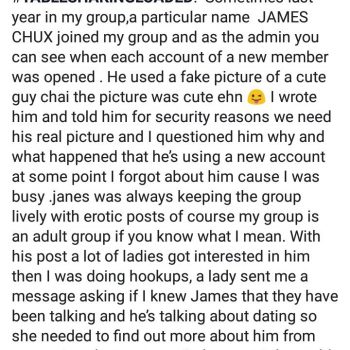 year in my group,a particular name JAMES
CHUX joined my group and as the admin you
can see when each account of a new member
was opened . He used a fake picture of a cute
guy chai the picture was cute ehn 😜 I wrote
him and told him for security reasons we need
his real picture and I questioned him why and
what happened that he's using a new account
at some point I forgot about him cause I was
busy .janes was always keeping the group
lively with erotic posts of course my group is
an adult group if you know what I mean. With
his post a lot of ladies got interested in him
then I was doing hookups, a lady sent me a
message asking if I knew James that they have
been talking and he's talking about dating so
she needed to find out more about him from